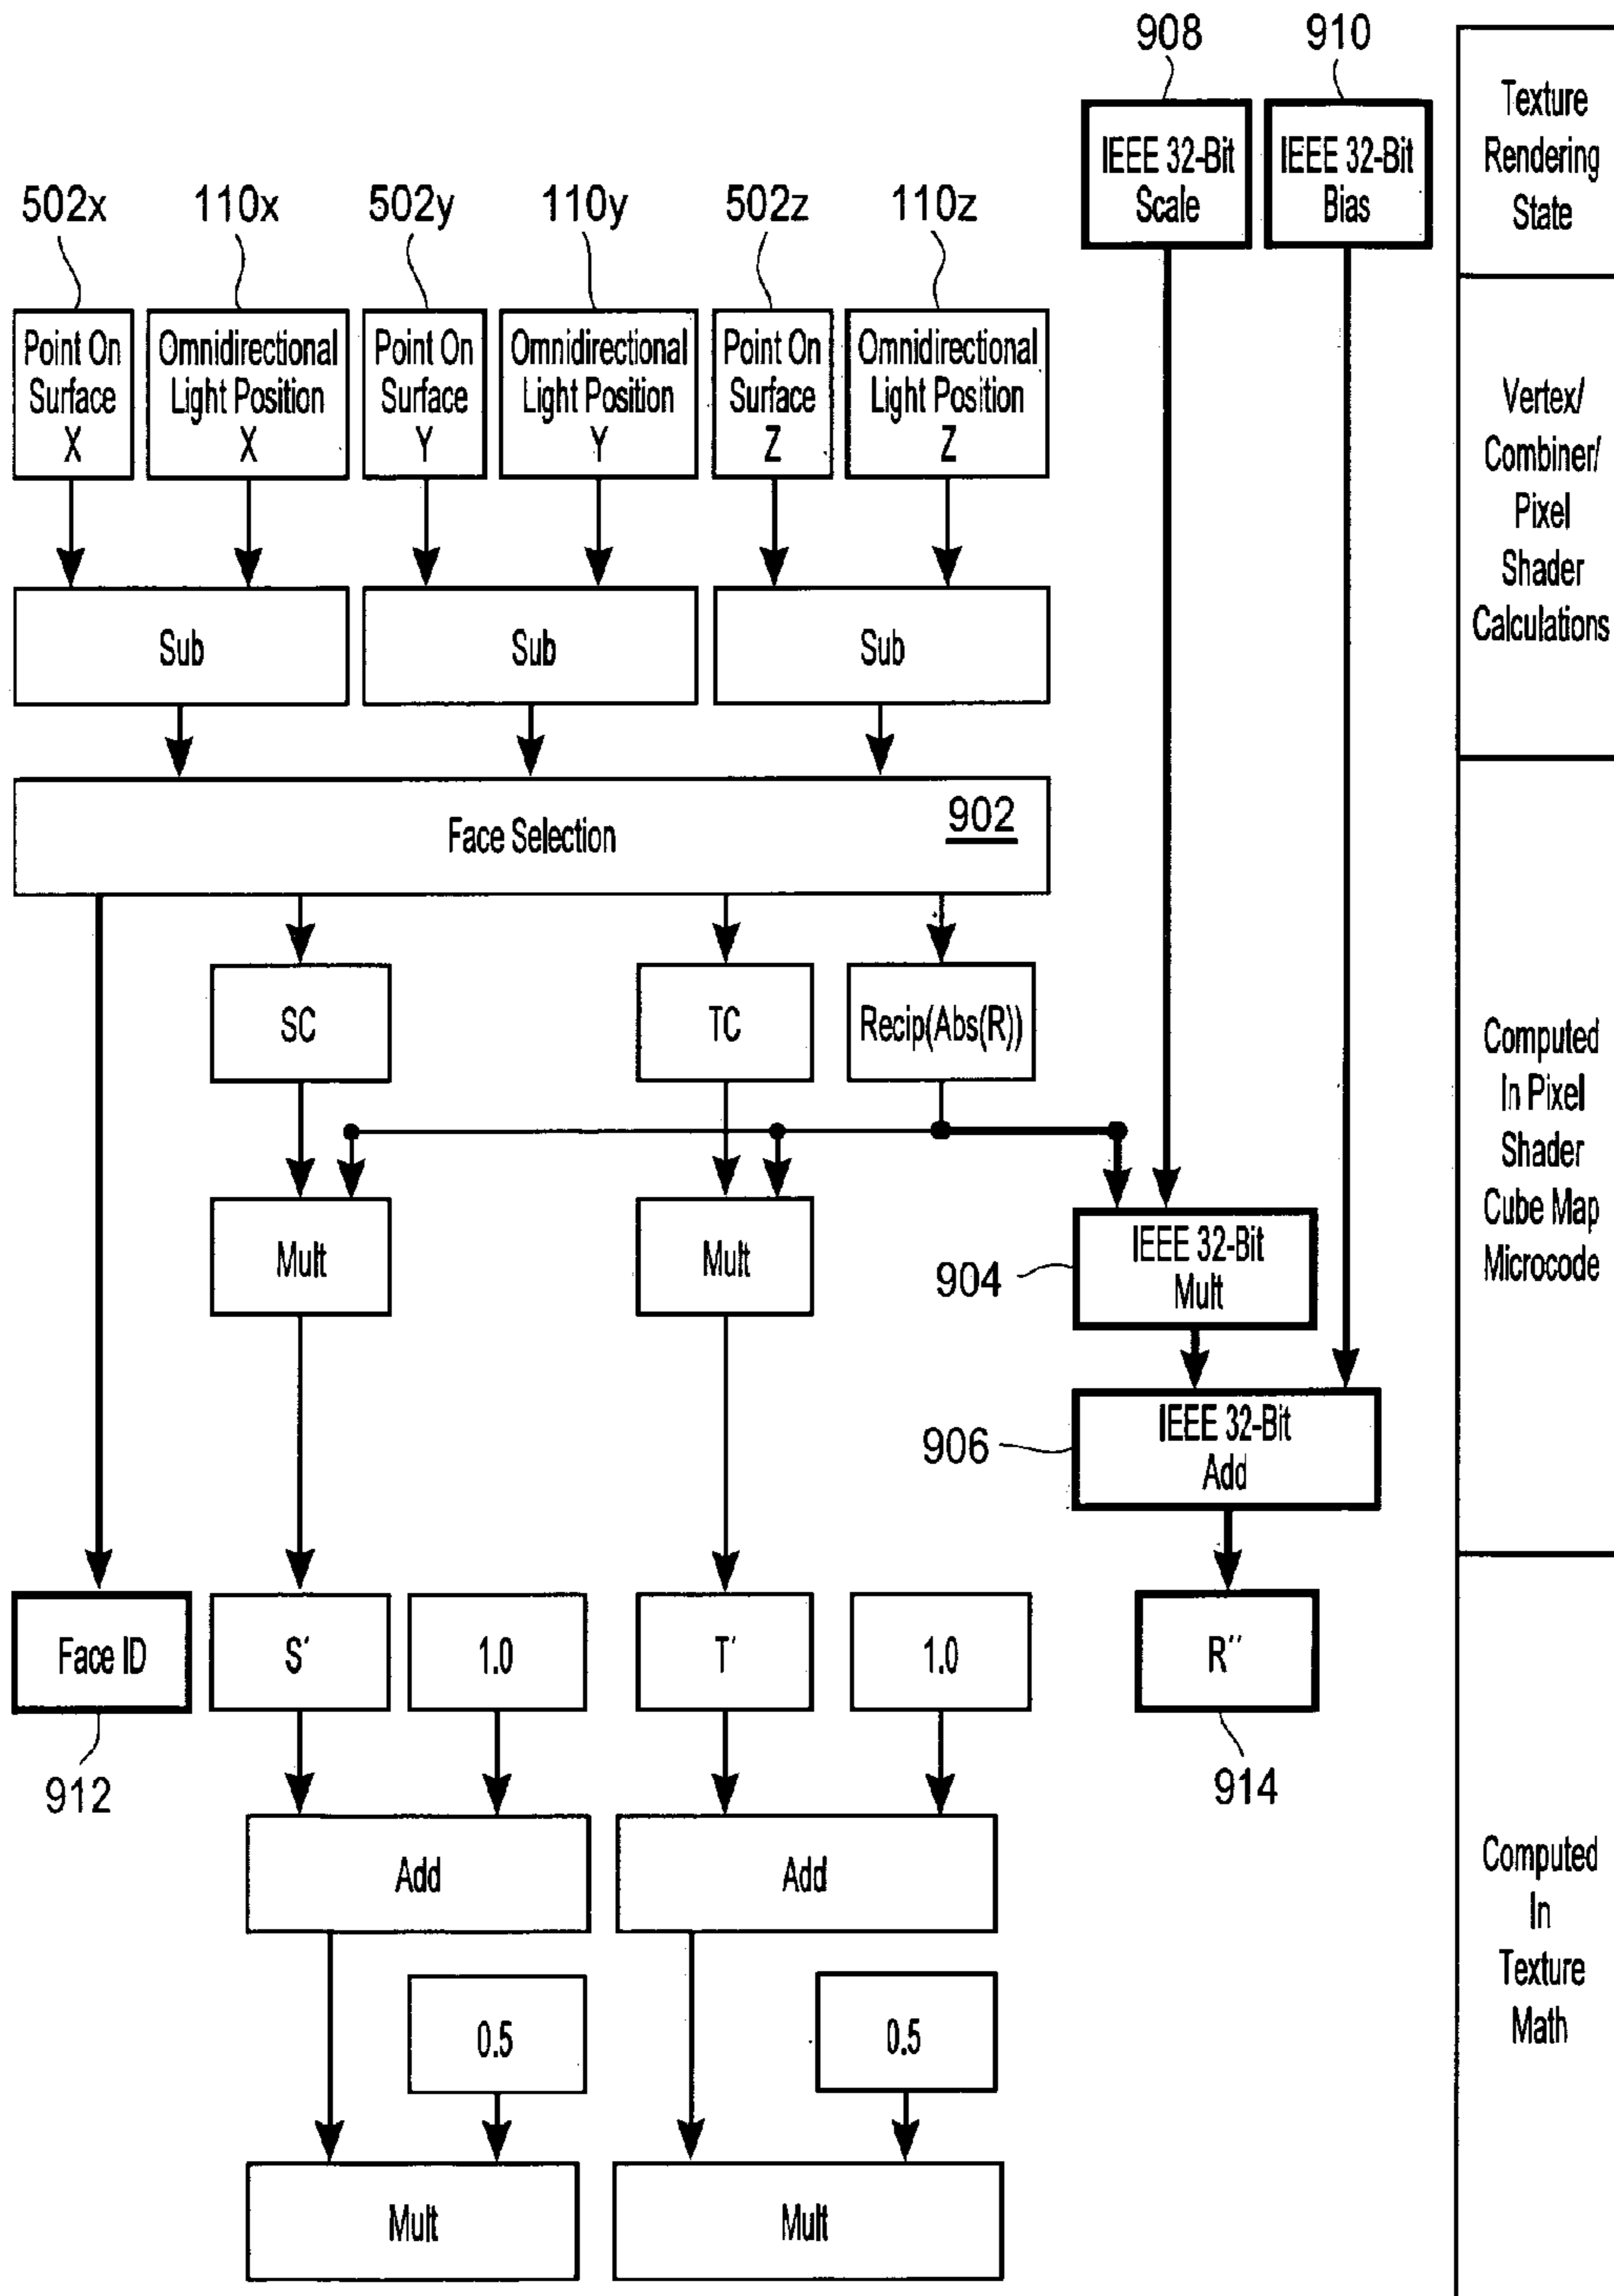 908
910
IEEE 32-Bit
Scale
IEEE 32-Bit
Bias
Texture
Rendering
State
502x
110x
502y
110y
502z
110z
Point On
Surface
X
Omnidirectional
Light Position
X
Point On
Surface
Y
Omnidirectional
Light Position
Y
Point On
Surface
Z
Omnidirectional
Light Position
Z
Vertex/
Combiner/
Pixel
Shader
Calculations
Sub
Sub
Sub
Face Selection
902
SC
TC
Recip(Abs(R))
Computed
In Pixel
Shader
Cube Map
Microcode
Mult
Mult
904
IEEE 32-Bit
Mult
906
IEEE 32-Bit
Add
Face ID
S′
1.0
T′
1.0
R′′
912
914
Add
Add
Computed
In
Texture
Math
0.5
0.5
Mult
Mult